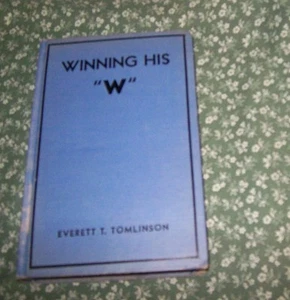 WINNING HIS
"W"
EVERETT T. TOMLINSON